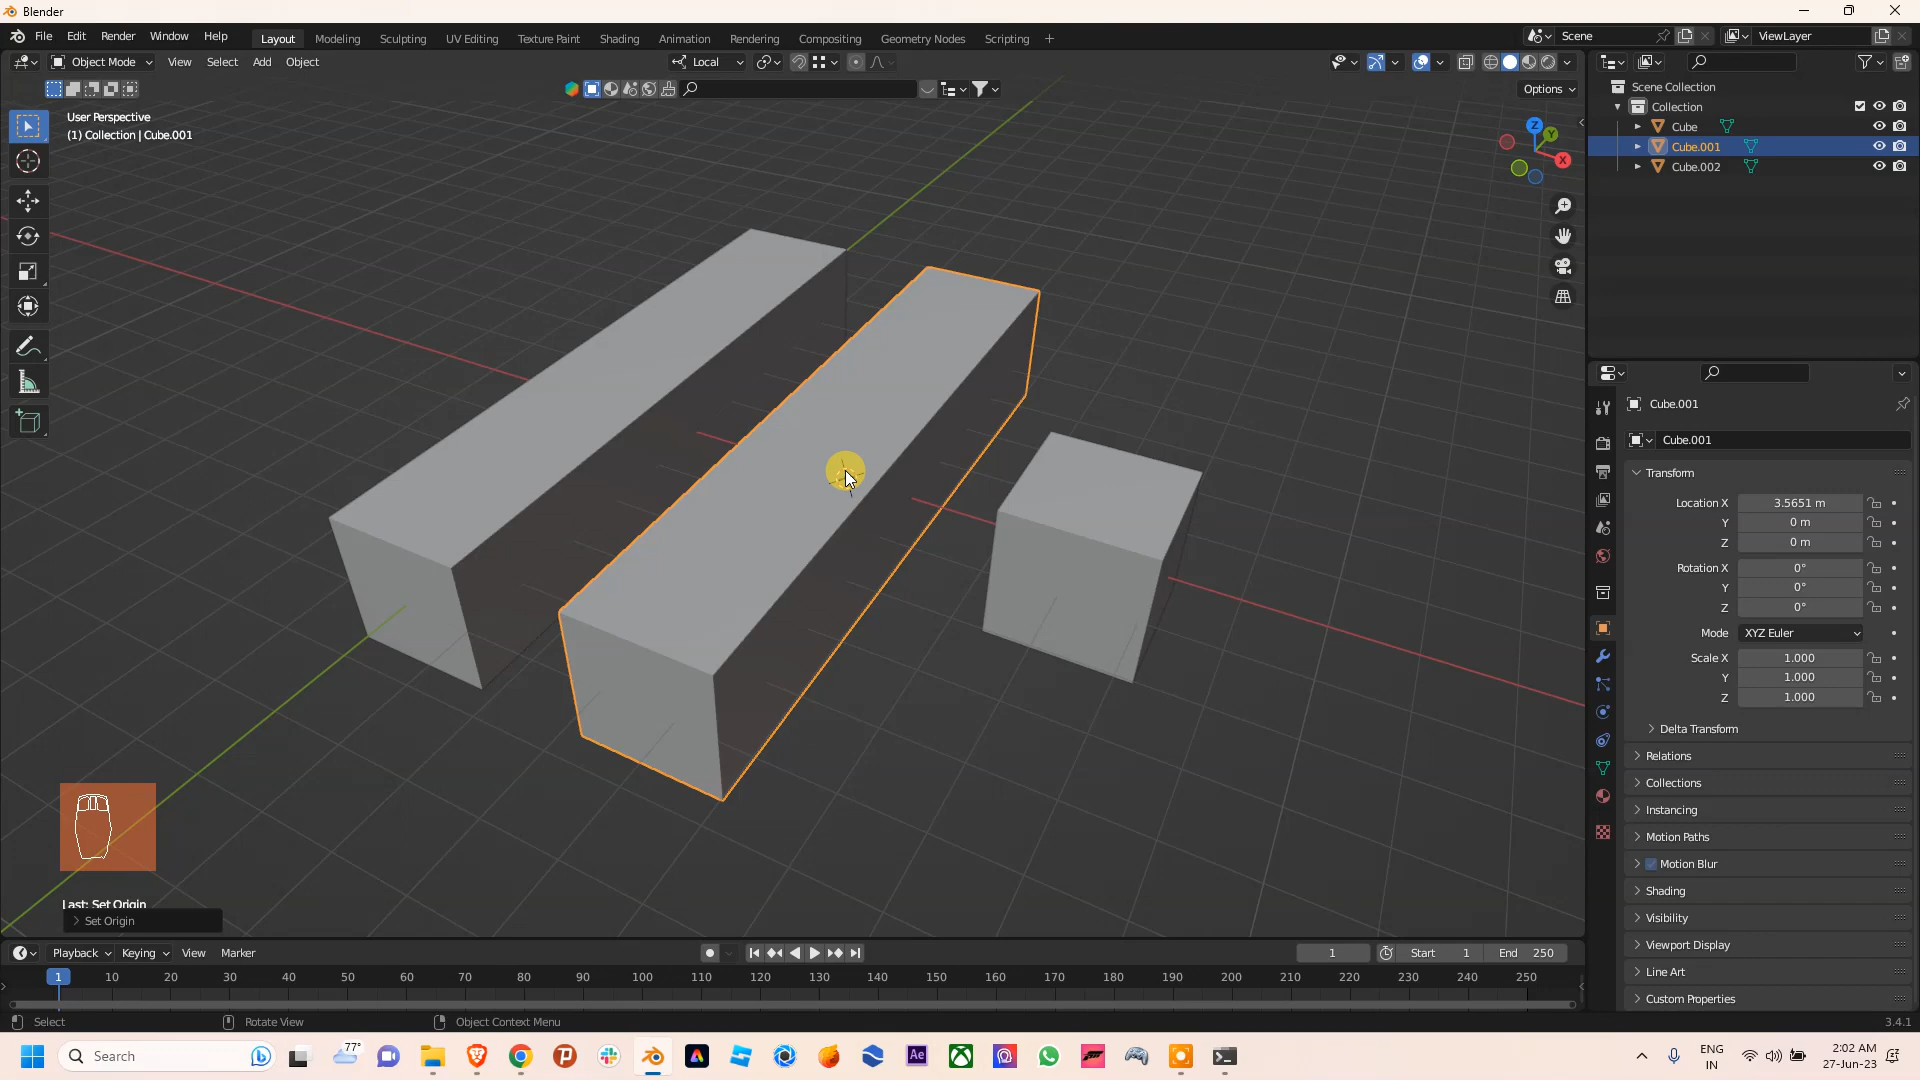 Blender
File Edit Render Window Help
Layout Modeling Sculpting UV Editing Texture Paint Shading Animation Rendering Compositing Geometry Nodes Scripting +
Scene ViewLayer
Object Mode View Select Add Object Local
Options
User Perspective
(1) Collection | Cube.001
Z
Y
X
Scene Collection
Collection
Cube
Cube.001
Cube.002
Cube.001
Cube.001
Transform
Location X 3.5651 m
Y 0 m
Z 0 m
Rotation X 0°
Y 0°
Z 0°
Mode XYZ Euler
Scale X 1.000
Y 1.000
Z 1.000
Delta Transform
Relations
Collections
Instancing
Motion Paths
Motion Blur
Shading
Visibility
Viewport Display
Line Art
Custom Properties
Last: Set Origin
Set Origin
Playback Keying View Marker 1 Start 1 End 250
1 10 20 30 40 50 60 70 80 90 100 110 120 130 140 150 160 170 180 190 200 210 220 230 240 250
Select Rotate View Object Context Menu 3.4.1
Search 77° Ae ENG IN 2:02 AM 27-Jun-23